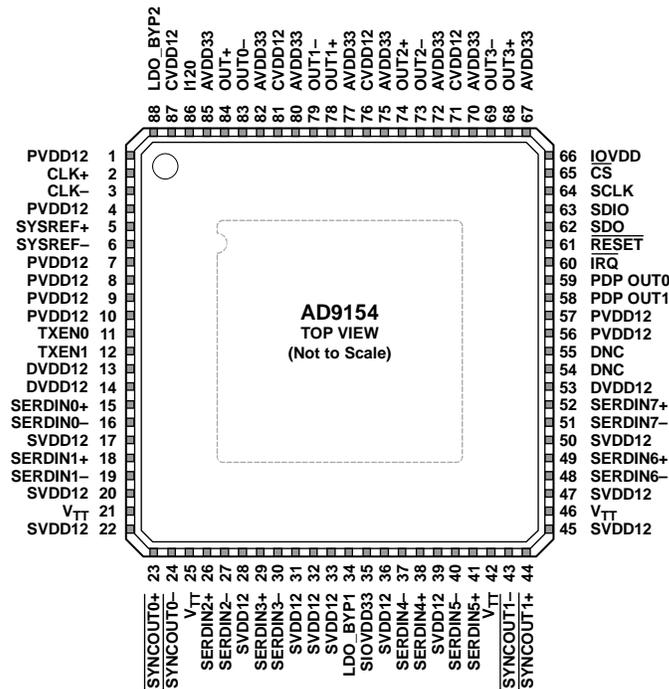 88 LDO_BYP2
87 CVDD12
86 I120
85 AVDD33
84 OUT+
83 OUT0–
82 AVDD33
81 CVDD12
80 AVDD33
79 OUT1–
78 OUT1+
77 AVDD33
76 CVDD12
75 AVDD33
74 OUT2+
73 OUT2–
72 AVDD33
71 CVDD12
70 AVDD33
69 OUT3–
68 OUT3+
67 AVDD33
PVDD12 1
CLK+ 2
CLK– 3
PVDD12 4
SYSREF+ 5
SYSREF– 6
PVDD12 7
PVDD12 8
PVDD12 9
PVDD12 10
TXEN0 11
TXEN1 12
DVDD12 13
DVDD12 14
SERDIN0+ 15
SERDIN0– 16
SVDD12 17
SERDIN1+ 18
SERDIN1– 19
SVDD12 20
VTT 21
SVDD12 22
AD9154
TOP VIEW
(Not to Scale)
66 IOVDD
65 CS
64 SCLK
63 SDIO
62 SDO
61 RESET
60 IRQ
59 PDP OUT0
58 PDP OUT1
57 PVDD12
56 PVDD12
55 DNC
54 DNC
53 DVDD12
52 SERDIN7+
51 SERDIN7–
50 SVDD12
49 SERDIN6+
48 SERDIN6–
47 SVDD12
46 VTT
45 SVDD12
SYNCOUT0+ 23
SYNCOUT0– 24
VTT 25
SERDIN2+ 26
SERDIN2– 27
SVDD12 28
SERDIN3+ 29
SERDIN3– 30
SVDD12 31
SVDD12 32
SVDD12 33
LDO_BYP1 34
SIOVDD33 35
SVDD12 36
SERDIN4– 37
SERDIN4+ 38
SVDD12 39
SERDIN5– 40
SERDIN5+ 41
VTT 42
SYNCOUT1– 43
SYNCOUT1+ 44